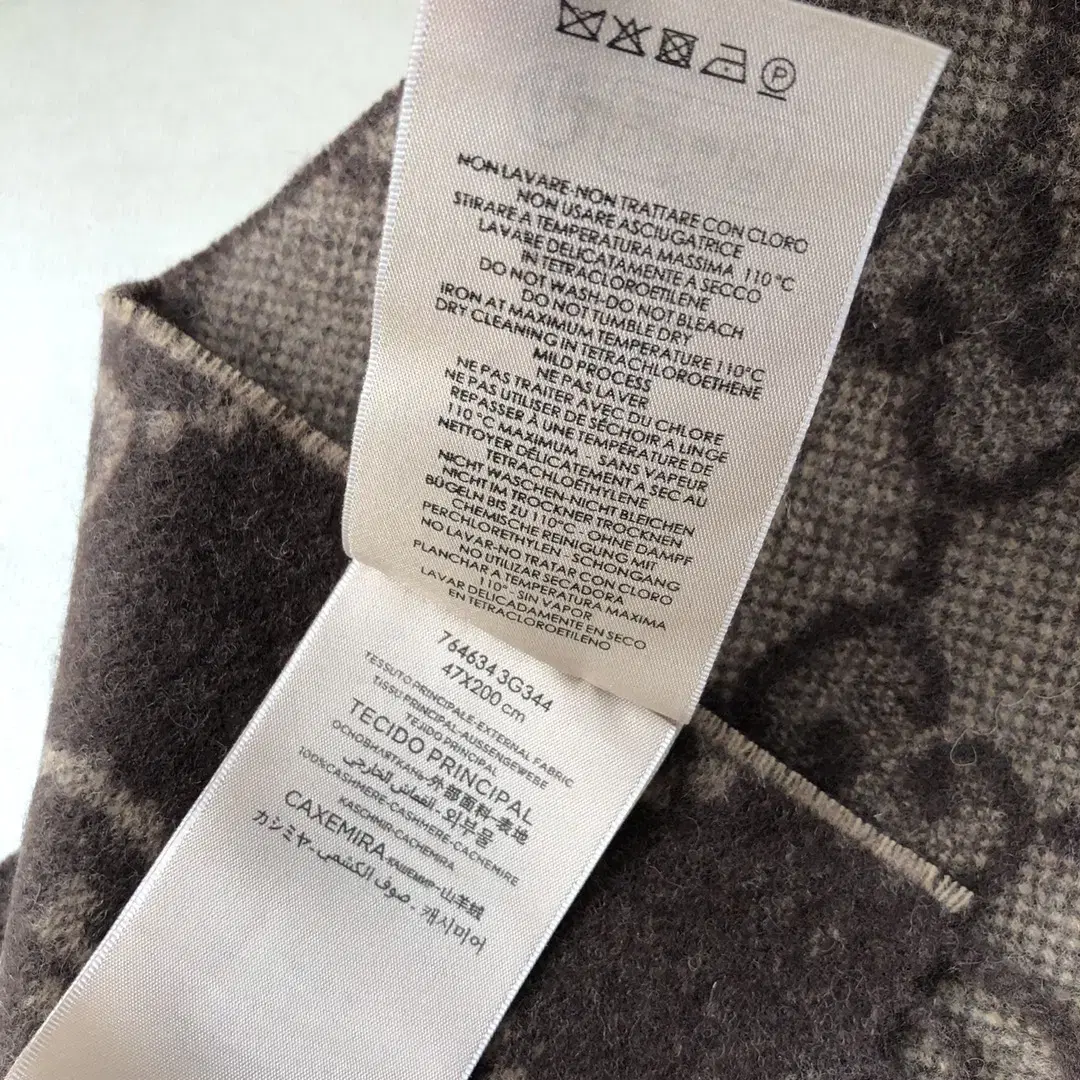 P
NON LAVARE-NON TRATTARE CON CLORO
NON USARE ASCIUGATRICE
STIRARE A TEMPERATURA MASSIMA 110 °C
LAVARE DELICATAMENTE A SECCO
IN TETRACLOROETILENE
DO NOT WASH-DO NOT BLEACH
DO NOT TUMBLE DRY
IRON AT MAXIMUM TEMPERATURE 110°C
DRY CLEANING IN TETRACHLOROETHENE
MILD PROCESS
NE PAS LAVER
NE PAS TRAITER AVEC DU CHLORE
NE PAS UTILISER DE SÉCHOIR A LINGE
REPASSER À UNE TEMPÉRATURE DE
110 °C MAXIMUM - SANS VAPEUR
NETTOYER DÉLICATEMENT A SEC AU
TETRACHLOÉTHYLENE
NICHT WASCHEN-NICHT BLEICHEN
NICHT IM TROCKNER TROCKNEN
BÜGELN BIS ZU 110°C- OHNE DAMPF
CHEMISCHE REINIGUNG MIT
PERCHLORETHYLEN - SCHONGANG
NO LAVAR-NO TRATAR CON CLORO
NO UTILIZAR SECADORA
PLANCHAR A TEMPERATURA MAXIMA
110°- SIN VAPOR
LAVAR DELICADAMENTE EN SECO
EN TETRACLOROETILENO
764634 3G344
47X200 cm
TESSUTO PRINCIPALE-EXTEENAL FABRIC
TISSU PRINCIPAL-AUSSENGEWEBE
TEJIDO PRINCIPAL
TECIDO PRINCIPAL
外部面料-表地
القماش الخارجي. 외부몸
100%CASHMERE-CASHMERE-CACHEMIRE
KASCHMIR-CACHEMIRA
CAXEMIRA-КАШЕМИР-山羊绒
カシミヤ- صوف الكشمير. 캐시미어